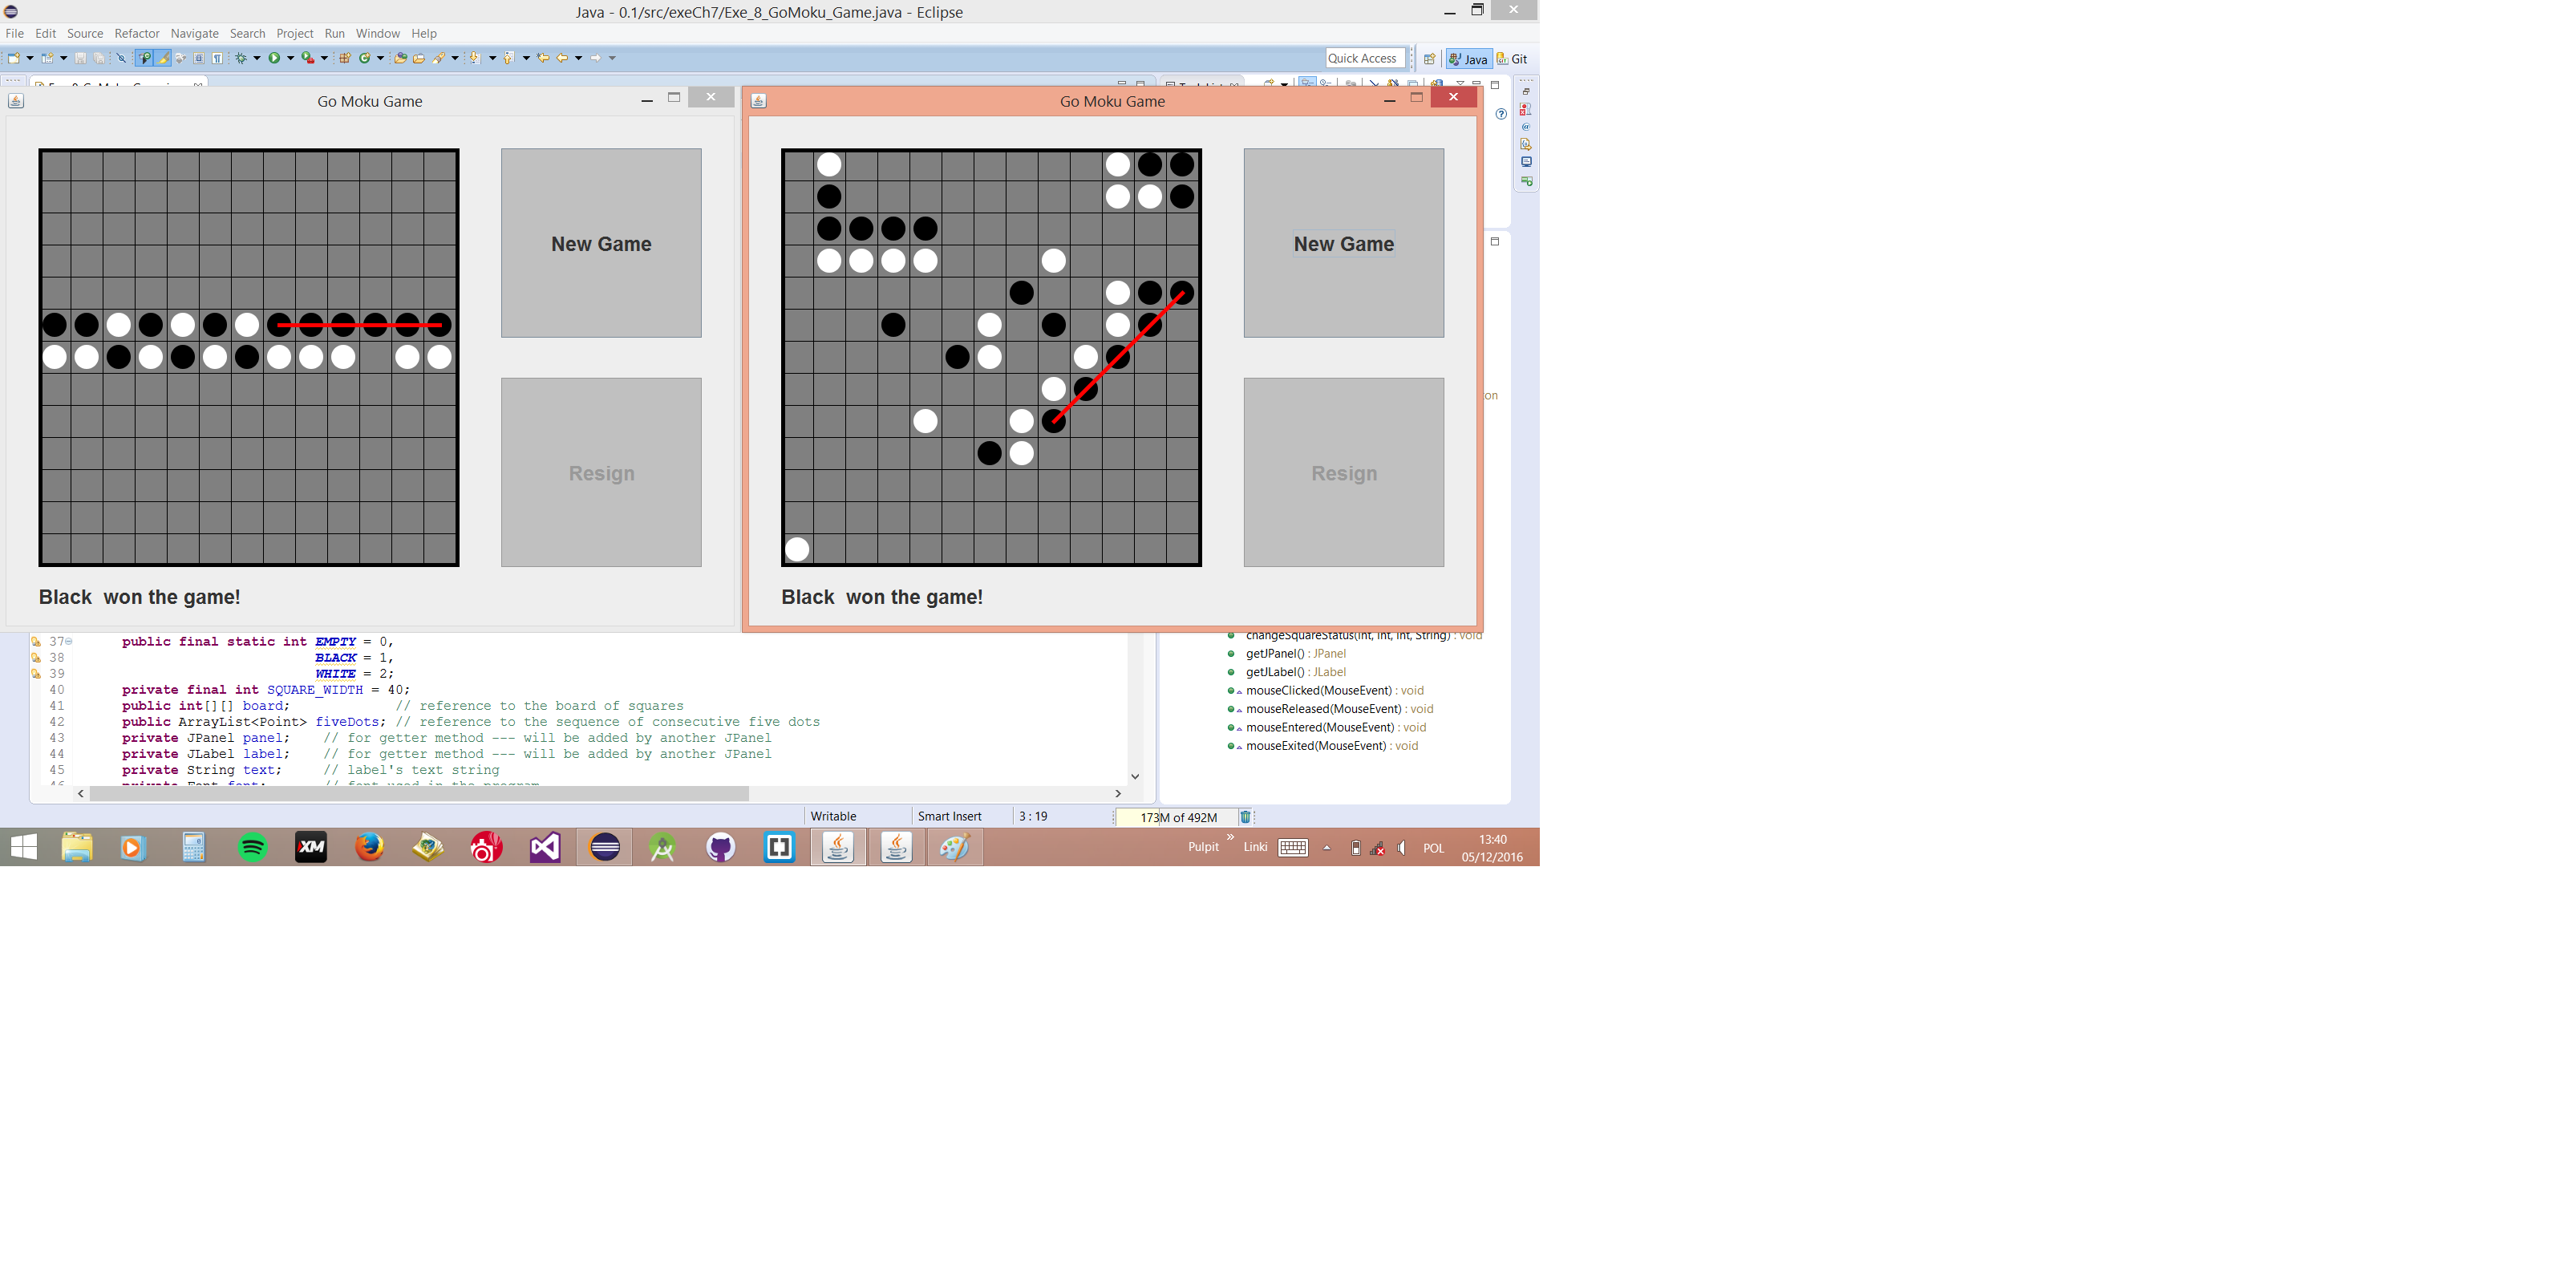 Java - 0.1/src/exeCh7/Exe_8_GoMoku_Game.java - Eclipse
File Edit Source Refactor Navigate Search Project Run Window Help
Quick Access
Java
Git
Go Moku Game
New Game
Resign
Black  won the game!
Go Moku Game
New Game
Resign
Black  won the game!
on
37 public final static int EMPTY = 0,
38 BLACK = 1,
39 WHITE = 2;
40 private final int SQUARE_WIDTH = 40;
41 public int[][] board; // reference to the board of squares
42 public ArrayList<Point> fiveDots; // reference to the sequence of consecutive five dots
43 private JPanel panel; // for getter method --- will be added by another JPanel
44 private JLabel label; // for getter method --- will be added by another JPanel
45 private String text; // label's text string
changeSquareStatus(int, int, int, String) : void
getJPanel() : JPanel
getJLabel() : JLabel
mouseClicked(MouseEvent) : void
mouseReleased(MouseEvent) : void
mouseEntered(MouseEvent) : void
mouseExited(MouseEvent) : void
Writable
Smart Insert
3 : 19
173M of 492M
XM
Pulpit
Linki
POL
13:40
05/12/2016